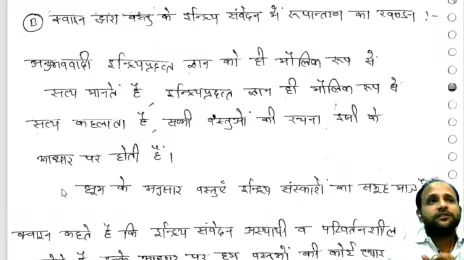 (B) क्वाइन द्वारा वस्तु के इन्द्रिय संवेदन में रूपान्तरण का खण्डन :-
अनुभववादी इन्द्रियप्रदत्त ज्ञान को ही मौलिक रूप से
सत्य मानते हैं, इन्द्रियप्रदत्त ज्ञान ही मौलिक रूप से
सत्य कहलाता है, सभी वस्तुओं की रचना इसी के
आधार पर होती है।
ह्यूम के अनुसार वस्तुएं इन्द्रिय संस्कारों का समूह मात्र
क्वाइन कहते हैं कि इन्द्रिय संवेदन अस्थायी व परिवर्तनशील
आधार पर हम वस्तुओं की कोई